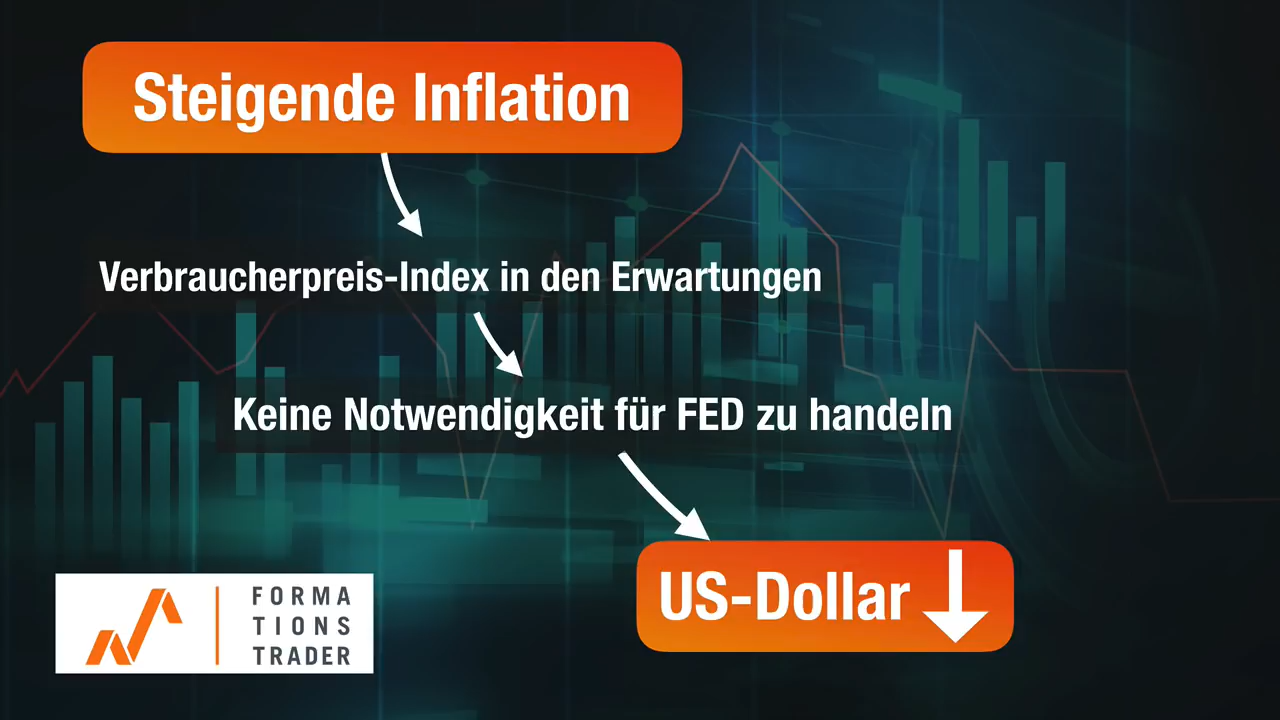 Steigende Inflation
Verbraucherpreis-Index in den Erwartungen
Keine Notwendigkeit für FED zu handeln
US-Dollar
FORMA
TIONS
TRADER